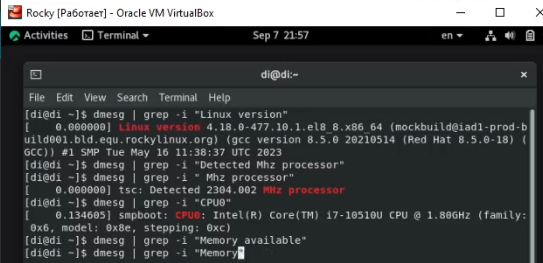 Rocky [Работает] - Oracle VM VirtualBox
Activities Terminal Sep 7 21:57 en
di@di:~
File Edit View Search Terminal Help
[di@di ~]$ dmesg | grep -i "Linux version"
[    0.000000] Linux version 4.18.0-477.10.1.el8_8.x86_64 (mockbuild@iad1-prod-b
uild001.bld.equ.rockylinux.org) (gcc version 8.5.0 20210514 (Red Hat 8.5.0-18) (
GCC)) #1 SMP Tue May 16 11:38:37 UTC 2023
[di@di ~]$ dmesg | grep -i "Detected Mhz processor"
[di@di ~]$ dmesg | grep -i " Mhz processor"
[    0.000000] tsc: Detected 2304.002 MHz processor
[di@di ~]$ dmesg | grep -i "CPU0"
[    0.134605] smpboot: CPU0: Intel(R) Core(TM) i7-10510U CPU @ 1.80GHz (family:
 0x6, model: 0x8e, stepping: 0xc)
[di@di ~]$ dmesg | grep -i "Memory available"
[di@di ~]$ dmesg | grep -i "Memory"